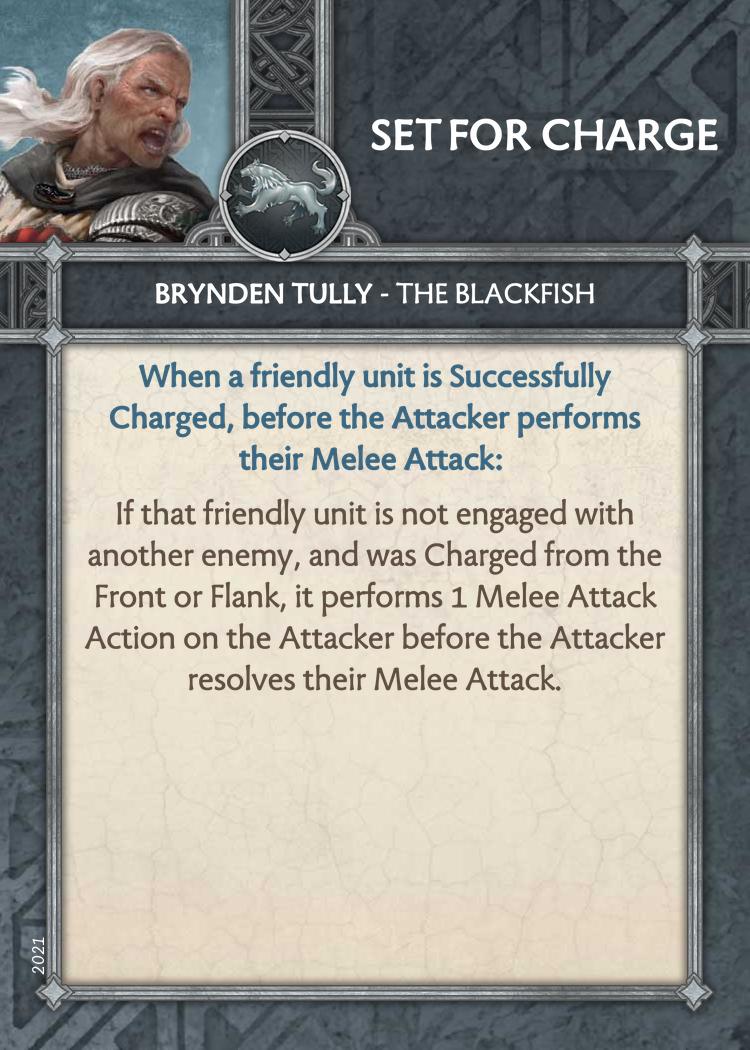 SET FOR CHARGE
BRYNDEN TULLY - THE BLACKFISH
When a friendly unit is Successfully
Charged, before the Attacker performs
their Melee Attack:
If that friendly unit is not engaged with
another enemy, and was Charged from the
Front or Flank, it performs 1 Melee Attack
Action on the Attacker before the Attacker
resolves their Melee Attack.
2021